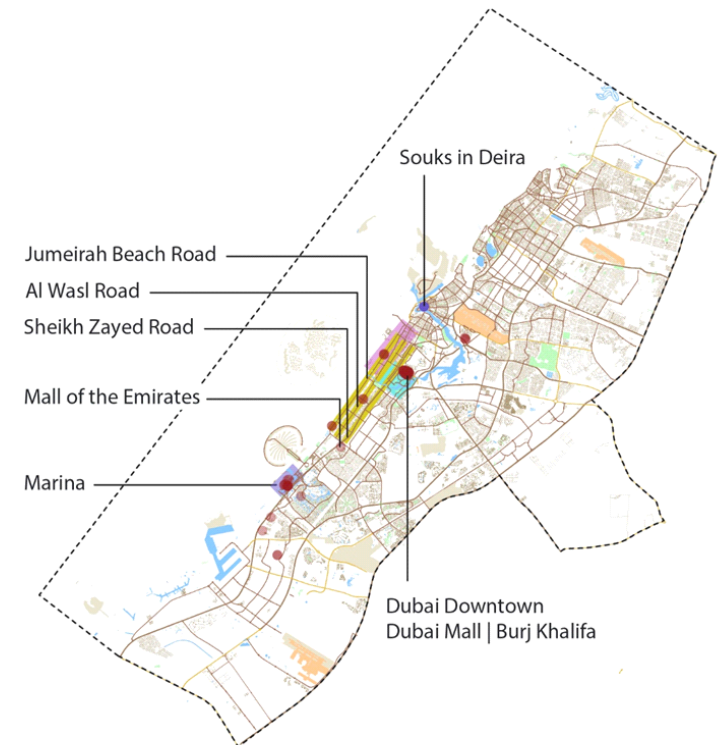 Souks in Deira
Jumeirah Beach Road
Al Wasl Road
Sheikh Zayed Road
Mall of the Emirates
Marina
Dubai Downtown
Dubai Mall | Burj Khalifa